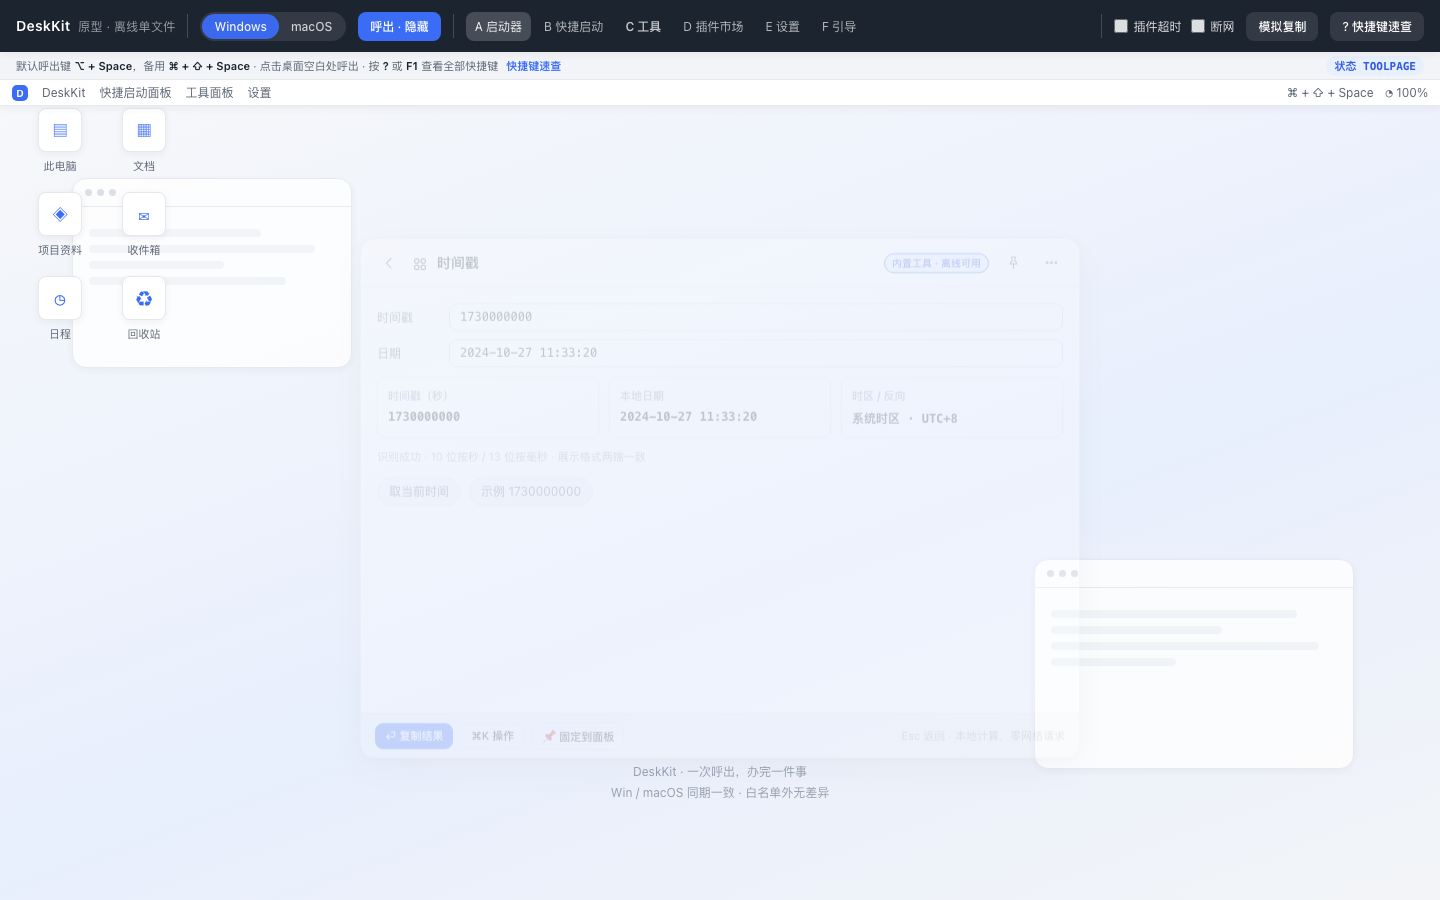 DeskKit 原型 · 离线单文件 Windows macOS 呼出 · 隐藏 A 启动器 B 快捷启动 C 工具 D 插件市场 E 设置 F 引导 插件超时 断网 模拟复制 ? 快捷键速查
默认呼出键 ⌥ + Space，备用 ⌘ + ⇧ + Space · 点击桌面空白处呼出 · 按 ? 或 F1 查看全部快捷键 快捷键速查 状态 TOOLPAGE
D DeskKit 快捷启动面板 工具面板 设置 ⌘ + ⇧ + Space 100%
此电脑 文档
项目资料 收件箱
日程 回收站
时间戳 内置工具 · 离线可用
时间戳 1730000000
日期 2024-10-27 11:33:20
时间戳（秒） 本地日期 时区 / 反向
1730000000 2024-10-27 11:33:20 系统时区 · UTC+8
识别成功 · 10 位按秒 / 13 位按毫秒 · 展示格式两端一致
取当前时间 示例 1730000000
复制结果 ⌘K 操作 固定到面板 Esc 返回 · 本地计算，零网络请求
DeskKit · 一次呼出，办完一件事
Win / macOS 同期一致 · 白名单外无差异